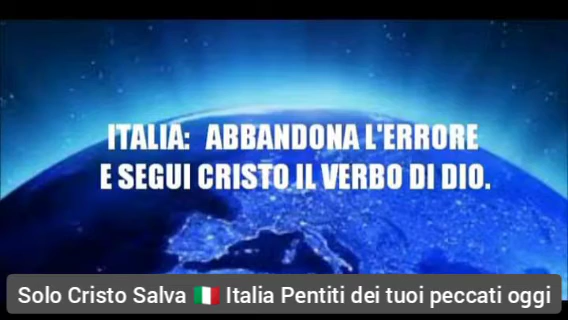 ITALIA: ABBANDONA L'ERRORE
E SEGUI CRISTO IL VERBO DI DIO.
Solo Cristo Salva 🇮🇹 Italia Pentiti dei tuoi peccati oggi